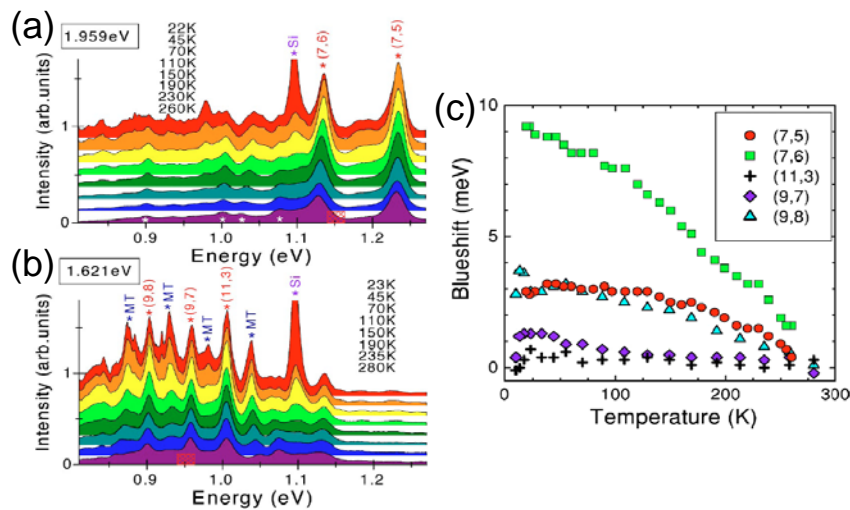 (a)
1.959eV
22K
45K
70K
110K
150K
190K
230K
260K
*Si
*(7,6)
*(7,5)
Intensity (arb.units)
1
0
0.9
1.0
1.1
1.2
Energy (eV)
(b)
1.621eV
*MT
*(9,8)
*MT
*(9,7)
*MT
*(11,3)
*MT
*Si
23K
45K
70K
110K
150K
190K
235K
280K
Intensity (arb.units)
1
0
0.9
1.0
1.1
1.2
Energy (eV)
(c)
Blueshift (meV)
10
5
0
0
100
200
300
Temperature (K)
(7,5)
(7,6)
(11,3)
(9,7)
(9,8)